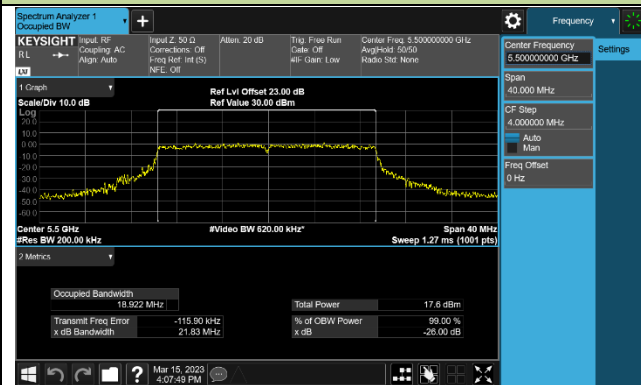 Spectrum Analyzer 1
Occupied BW
Frequency
KEYSIGHT
Input: RF
Input Z: 50 Ω
Atten: 20 dB
Trig: Free Run
Center Freq: 5.500000000 GHz
RL
Coupling: AC
Corrections: Off
Gate: Off
Avg|Hold: 50/50
Align: Auto
Freq Ref: Int (S)
#IF Gain: Low
Radio Std: None
NFE: Off
Center Frequency
5.500000000 GHz
Settings
Span
40.000 MHz
CF Step
4.000000 MHz
Auto
Man
Freq Offset
0 Hz
1 Graph
Ref Lvl Offset 23.00 dB
Scale/Div 10.0 dB
Ref Value 30.00 dBm
Log
20.0
10.0
0.00
-10.0
-20.0
-30.0
-40.0
-50.0
-60.0
Center 5.5 GHz
#Video BW 620.00 kHz*
Span 40 MHz
#Res BW 200.00 kHz
Sweep 1.27 ms (1001 pts)
2 Metrics
Occupied Bandwidth
18.922 MHz
Total Power
17.6 dBm
Transmit Freq Error
-115.90 kHz
% of OBW Power
99.00 %
x dB Bandwidth
21.83 MHz
x dB
-26.00 dB
Mar 15, 2023
4:07:49 PM